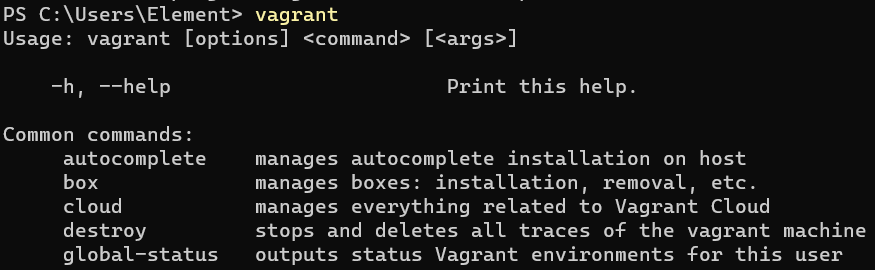 PS C:\Users\Element> vagrant
Usage: vagrant [options] <command> [<args>]
-h, --help Print this help.
Common commands:
autocomplete manages autocomplete installation on host
box manages boxes: installation, removal, etc.
cloud manages everything related to Vagrant Cloud
destroy stops and deletes all traces of the vagrant machine
global-status outputs status Vagrant environments for this user